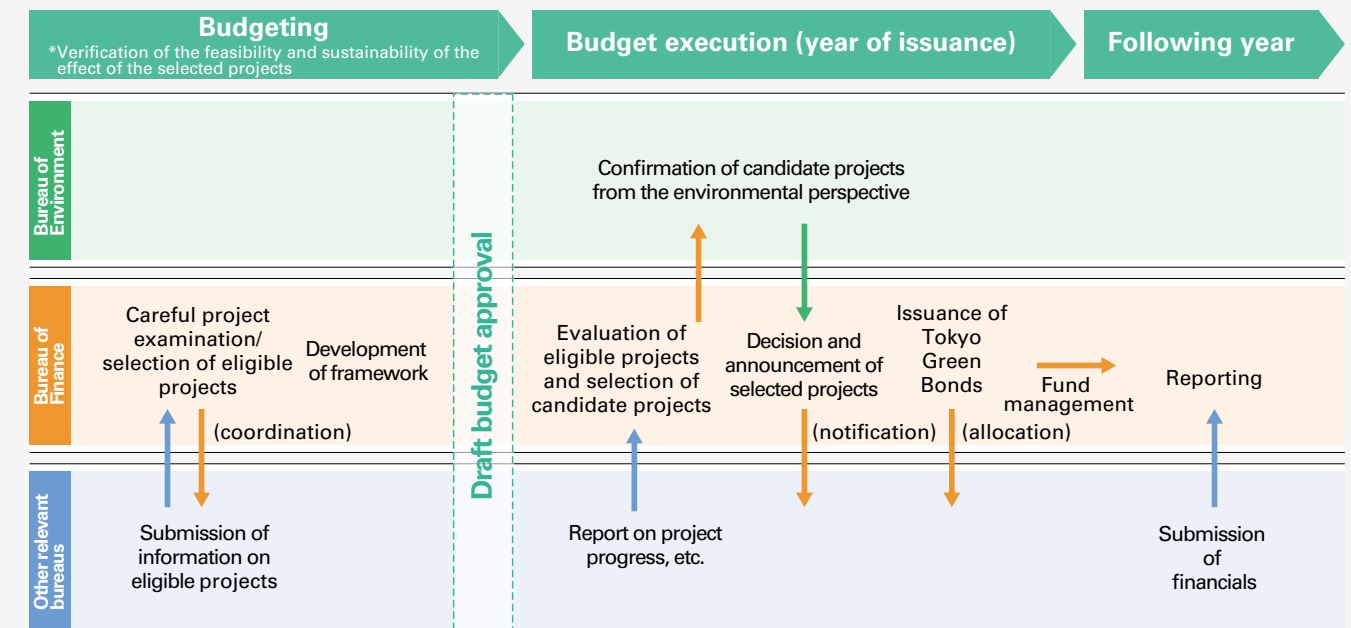 Budgeting
*Verification of the feasibility and sustainability of the
effect of the selected projects
Budget execution (year of issuance)
Following year
Bureau of
Environment
Confirmation of candidate projects
from the environmental perspective
Draft budget approval
Bureau of
Finance
Careful project
examination/
selection of eligible
projects
Development
of framework
(coordination)
Evaluation of
eligible projects
and selection of
candidate projects
Decision and
announcement of
selected projects
(notification)
Issuance of
Tokyo
Green
Bonds
(allocation)
Fund
management
Reporting
Other relevant
bureaus
Submission of
information on
eligible projects
Report on project
progress, etc.
Submission
of
financials